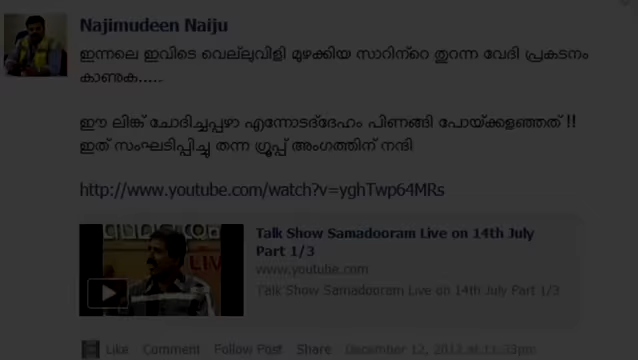 Najimudeen Naiju
ഇന്നലെ ഇവിടെ വെല്ലുവിളി മുഴക്കിയ സാറിന്റെ തുറന്ന വേദി പ്രകടനം
കാണുക.....
ഈ ലിങ്ക് ചോദിച്ചപ്പഴാ എന്നോടദ്ദേഹം പിണങ്ങി പോയ്ക്കളഞ്ഞത് !!
ഇത് സംഘടിപ്പിച്ചു തന്ന ഗ്രൂപ്പ് അംഗത്തിന് നന്ദി
http://www.youtube.com/watch?v=yghTwp64MRs
Talk Show Samadooram Live on 14th July
Part 1/3
www.youtube.com
Talk Show Samadooram Live on 14th July Part 1/3
LIVE
Like Comment Follow Post Share December 12, 2012 at 11:33pm